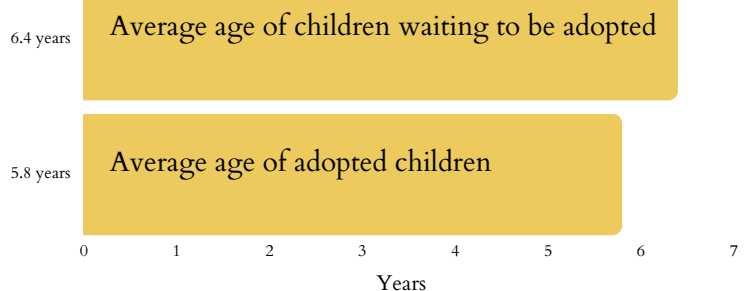 Average age of children waiting to be adopted
6.4 years
Average age of adopted children
5.8 years
0 1 2 3 4 5 6 7
Years